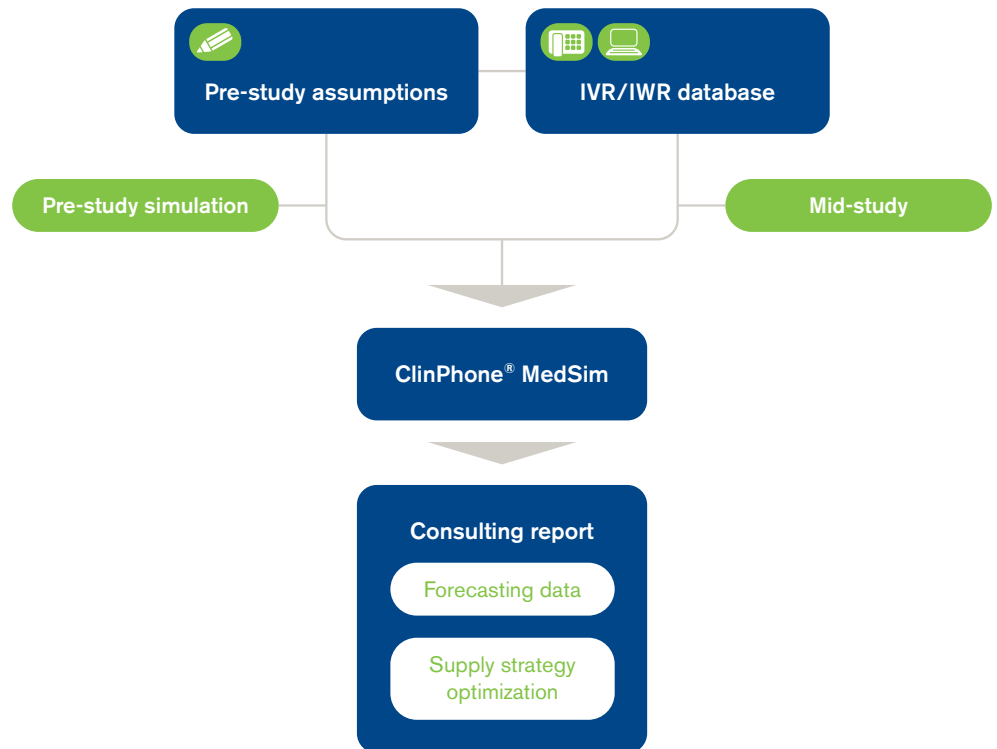 Pre-study assumptions
IVR/IWR database
Pre-study simulation
Mid-study
ClinPhone® MedSim
Consulting report
Forecasting data
Supply strategy
optimization